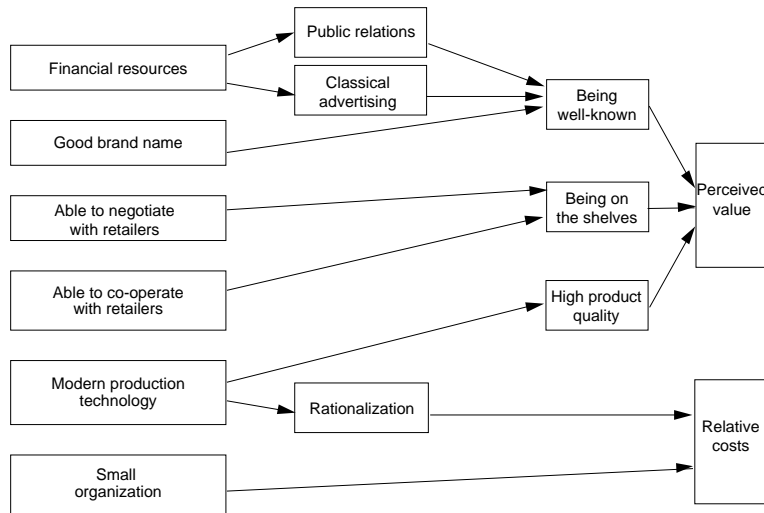 Public relations
Financial resources
Classical
advertising
Being
well-known
Good brand name
Perceived
value
Able to negotiate
with retailers
Being on
the shelves
Able to co-operate
with retailers
High product
quality
Modern production
technology
Rationalization
Relative
costs
Small
organization